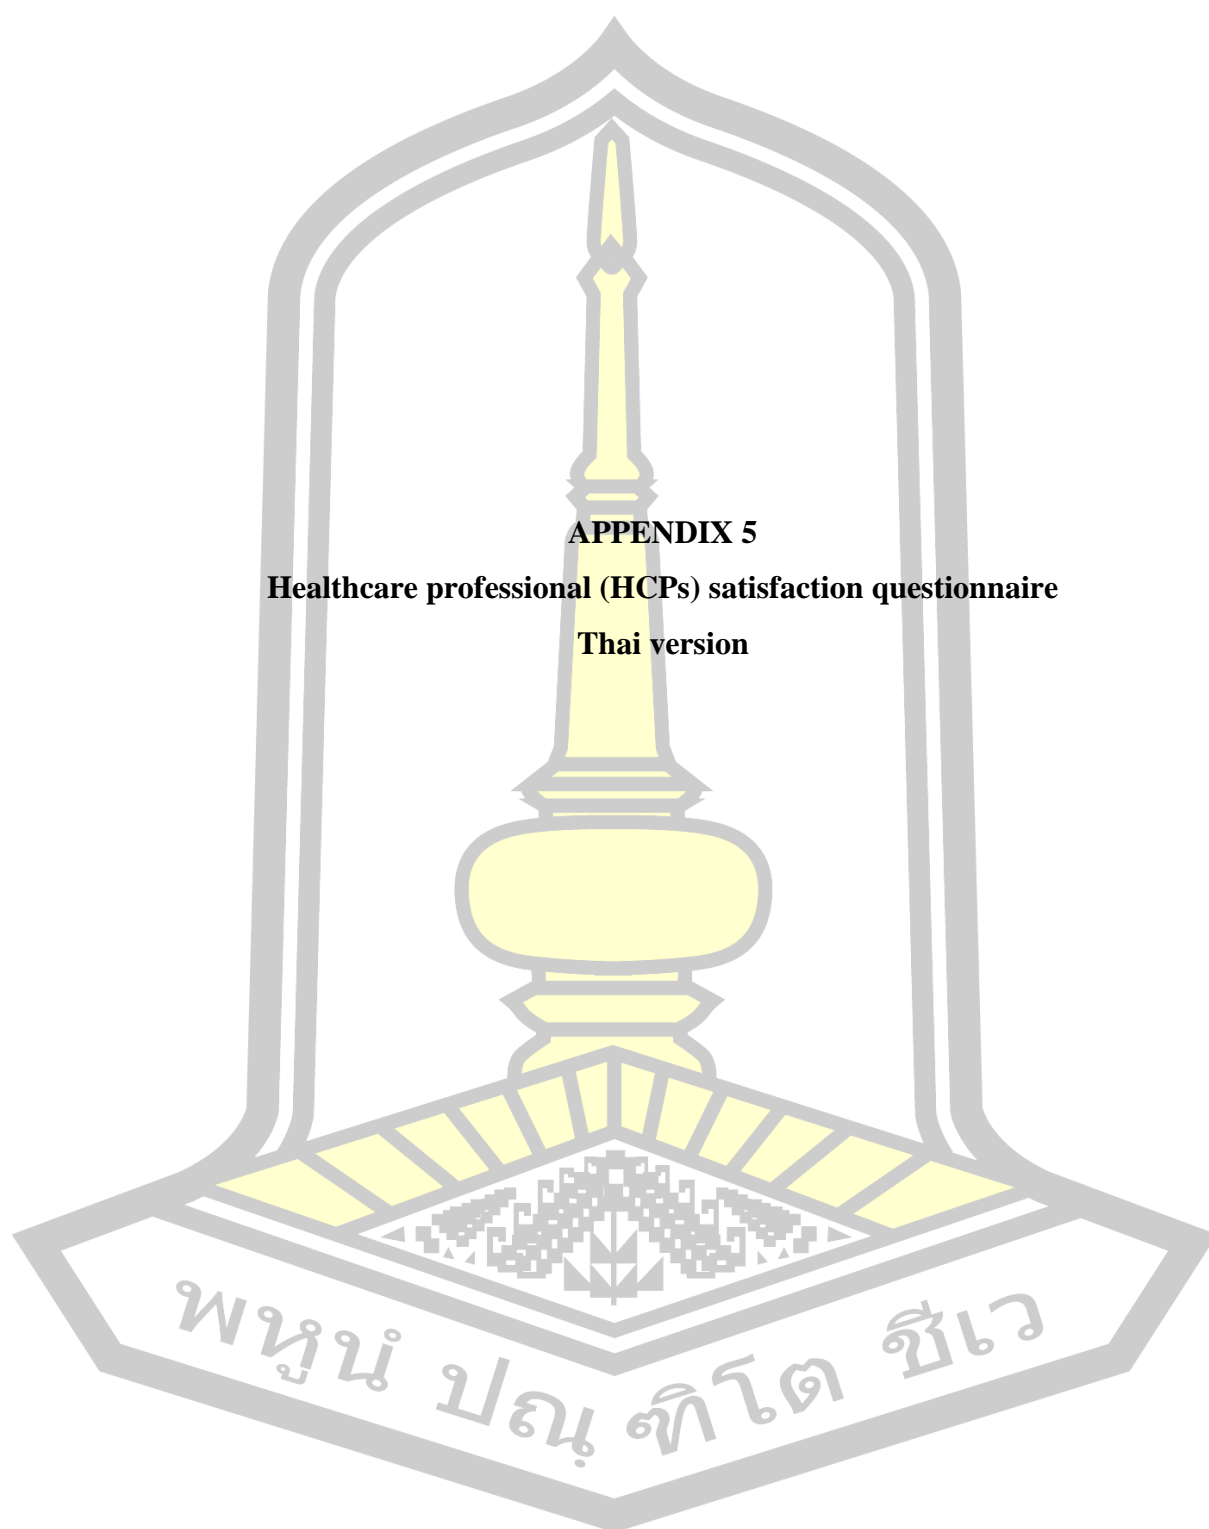 APPENDIX 5
Healthcare professional (HCPs) satisfaction questionnaire
Thai version
พหูนํ ปณฺฑิโต ชีเว